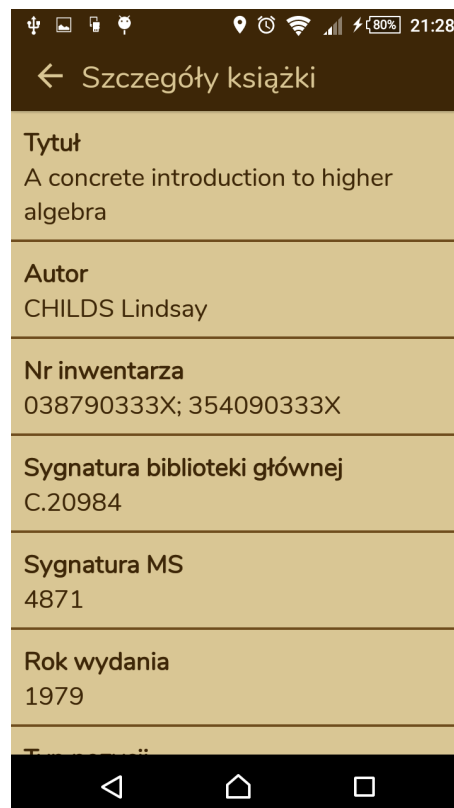 80% 21:28
Szczegóły książki
Tytuł
A concrete introduction to higher
algebra
Autor
CHILDS Lindsay
Nr inwentarza
038790333X; 354090333X
Sygnatura biblioteki głównej
C.20984
Sygnatura MS
4871
Rok wydania
1979